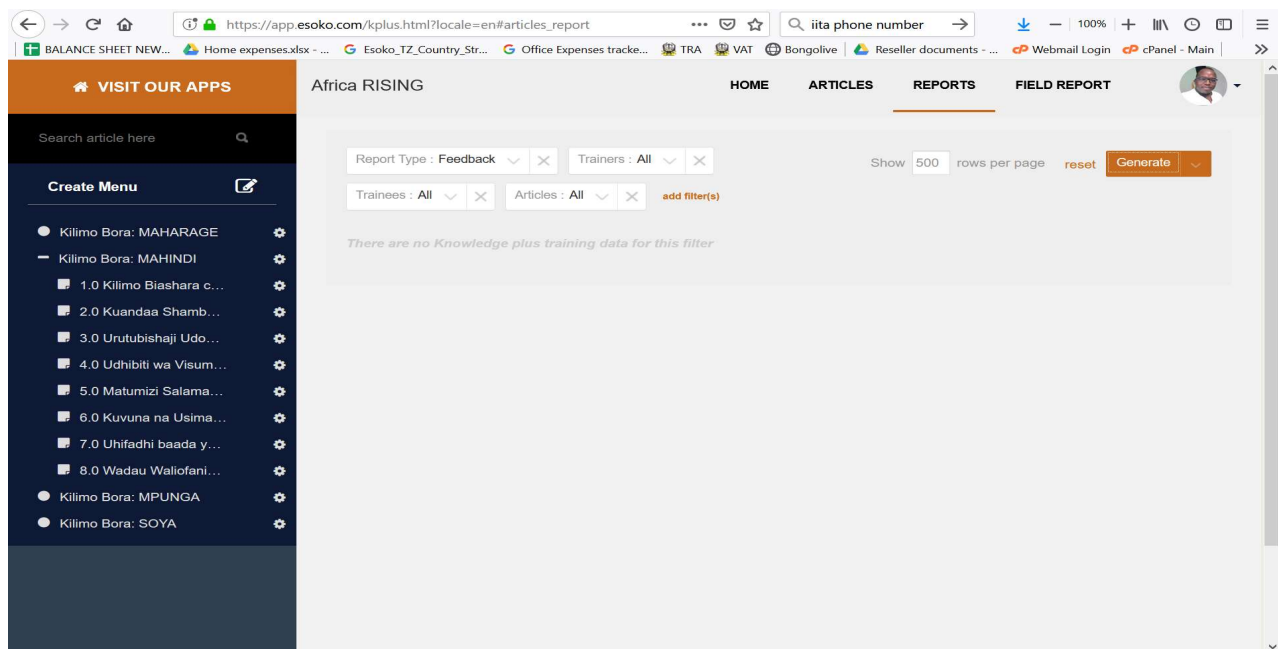 https://app.esoko.com/kplus.html?locale=en#articles_report
iita phone number
100%
BALANCE SHEET NEW... Home expenses.xlsx - ... Esoko_TZ_Country_Str... Office Expenses tracke... TRA VAT Bongolive Reseller documents - ... Webmail Login cPanel - Main
VISIT OUR APPS
Africa RISING
HOME ARTICLES REPORTS FIELD REPORT
Search article here
Report Type : Feedback Trainers : All
Show 500 rows per page reset Generate
Create Menu
Trainees : All Articles : All add filter(s)
There are no Knowledge plus training data for this filter
Kilimo Bora: MAHARAGE
Kilimo Bora: MAHINDI
1.0 Kilimo Biashara c...
2.0 Kuandaa Shamb...
3.0 Urutubishaji Udo...
4.0 Udhibiti wa Visum...
5.0 Matumizi Salama...
6.0 Kuvuna na Usima...
7.0 Uhifadhi baada y...
8.0 Wadau Waliofani...
Kilimo Bora: MPUNGA
Kilimo Bora: SOYA